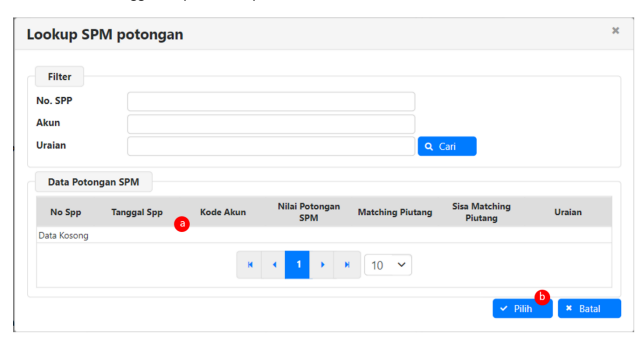 Lookup SPM potongan ×
Filter
No. SPP
Akun
Uraian Cari
Data Potongan SPM
No Spp Tanggal Spp Kode Akun Nilai Potongan SPM Matching Piutang Sisa Matching Piutang Uraian
a
Data Kosong
1 10
b
Pilih Batal